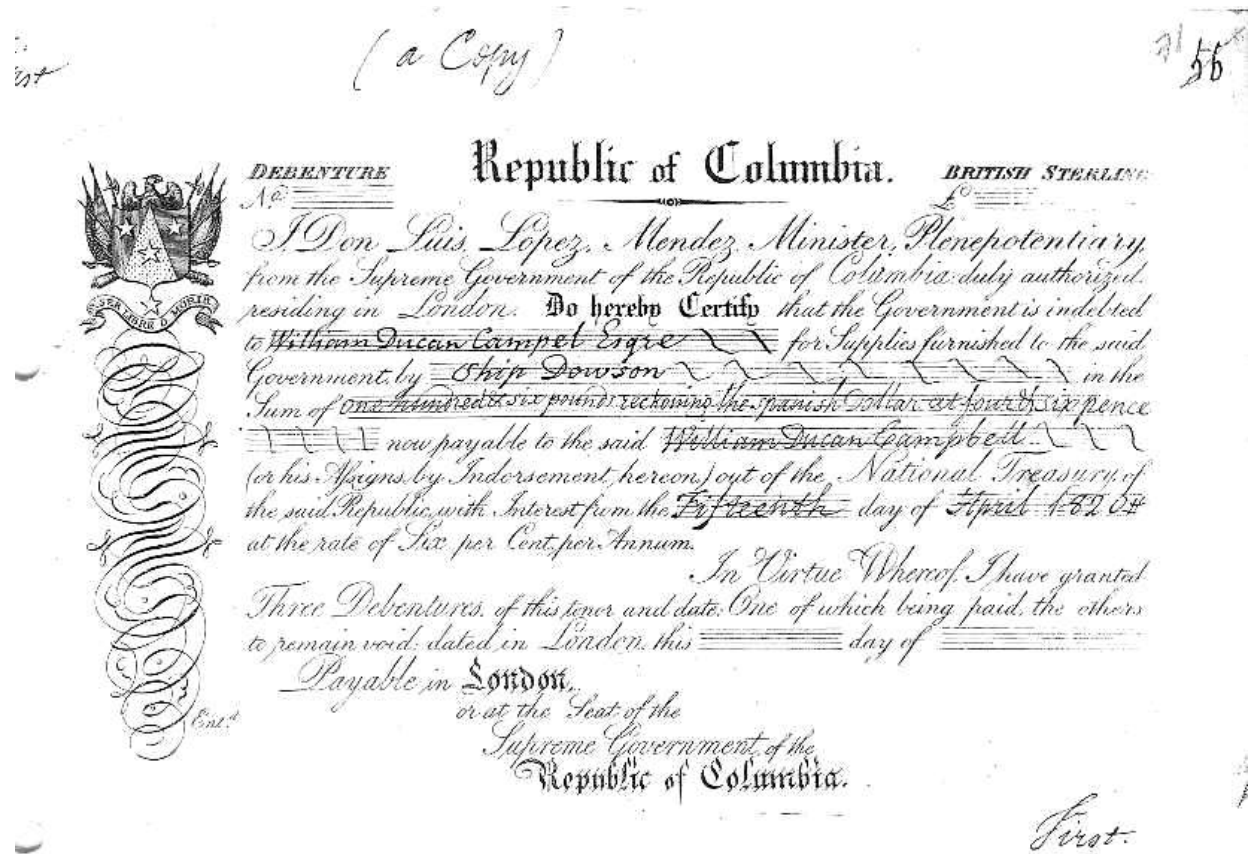 (a Copy)
56
DEBENTURE
Republic of Columbia.
BRITISH STERLING
No.
£
I Don Luis Lopez Mendez Minister Plenepotentiary
from the Supreme Government of the Republic of Columbia duly authorized
residing in London. Do hereby Certify that the Government is indebted
to William Ducan Campel Esqre for Supplies furnished to the said
Government, by Ship Dowson in the
Sum of one hundred & six pounds reckoning the spanish Dollar at four & six pence
now payable to the said William Ducan Campbell
(or his Assigns, by Indorsement, hereon,) out of the National Treasury of
the said Republic, with Interest from the Fifteenth day of April 1820
at the rate of Six per Cent, per Annum.
In Virtue Whereof, I have granted
Three Debentures, of this tenor and date: One of which being paid, the others
to remain void: dated in London, this day of
Payable in London,
or at the Seat of the
Supreme Government, of the
Republic of Columbia.
SER LIBRE O MORIR
Ent.d
First.